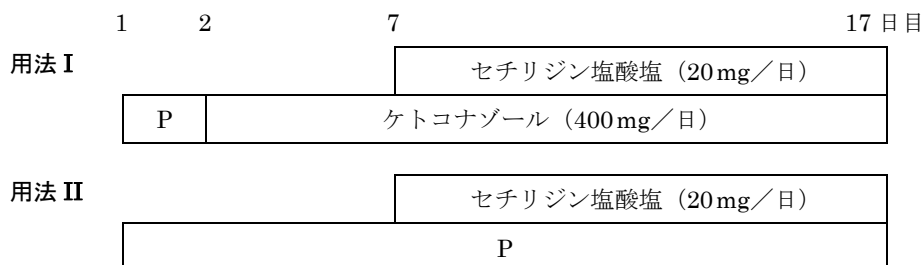 1 2 7 17 日目
用法 I
セチリジン塩酸塩（20 mg／日）
P ケトコナゾール（400 mg／日）
用法 II
セチリジン塩酸塩（20 mg／日）
P